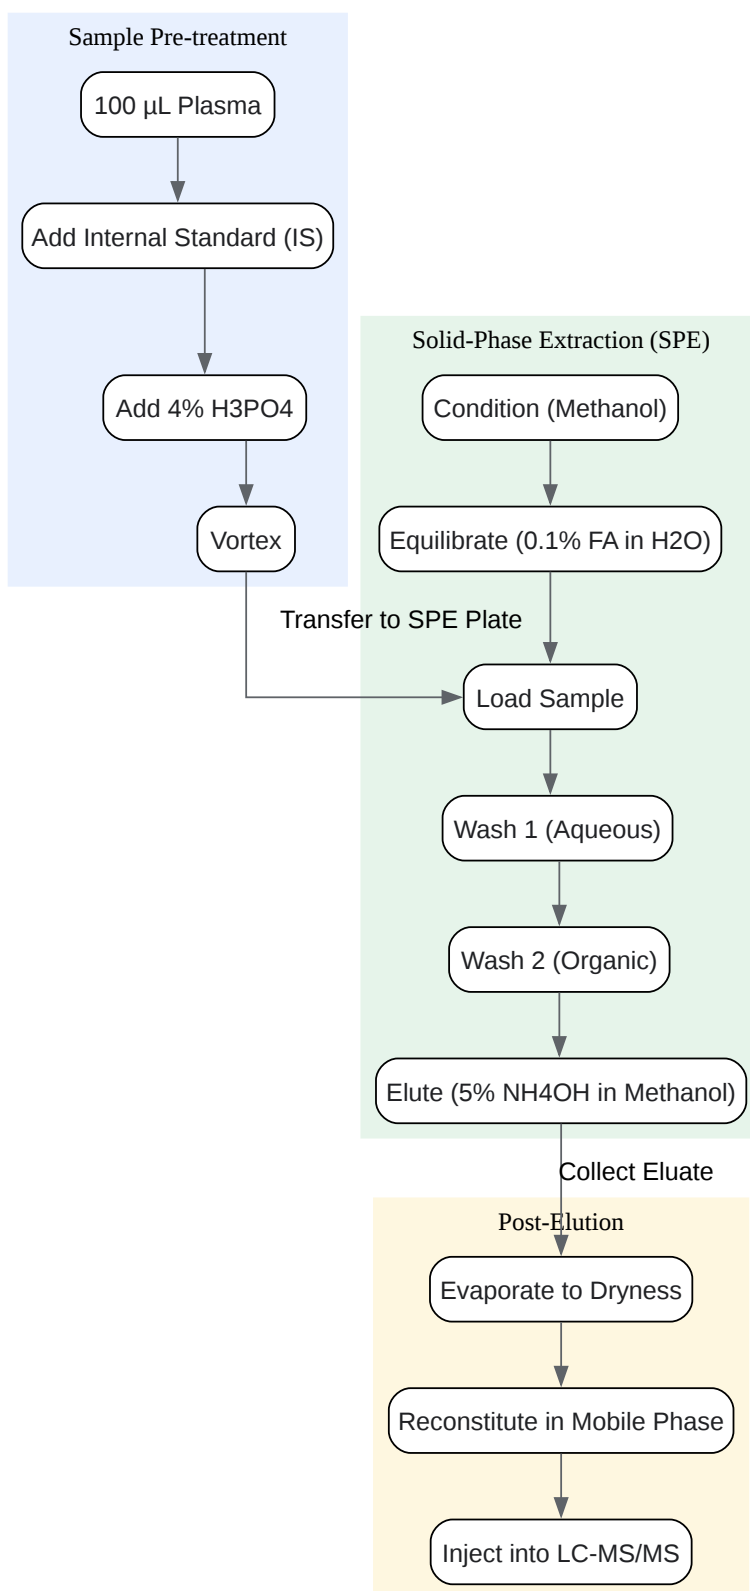 Sample Pre-treatment
100 µL Plasma
Add Internal Standard (IS)
Add 4% H3PO4
Vortex
Transfer to SPE Plate
Solid-Phase Extraction (SPE)
Condition (Methanol)
Equilibrate (0.1% FA in H2O)
Load Sample
Wash 1 (Aqueous)
Wash 2 (Organic)
Elute (5% NH4OH in Methanol)
Collect Eluate
Post-Elution
Evaporate to Dryness
Reconstitute in Mobile Phase
Inject into LC-MS/MS